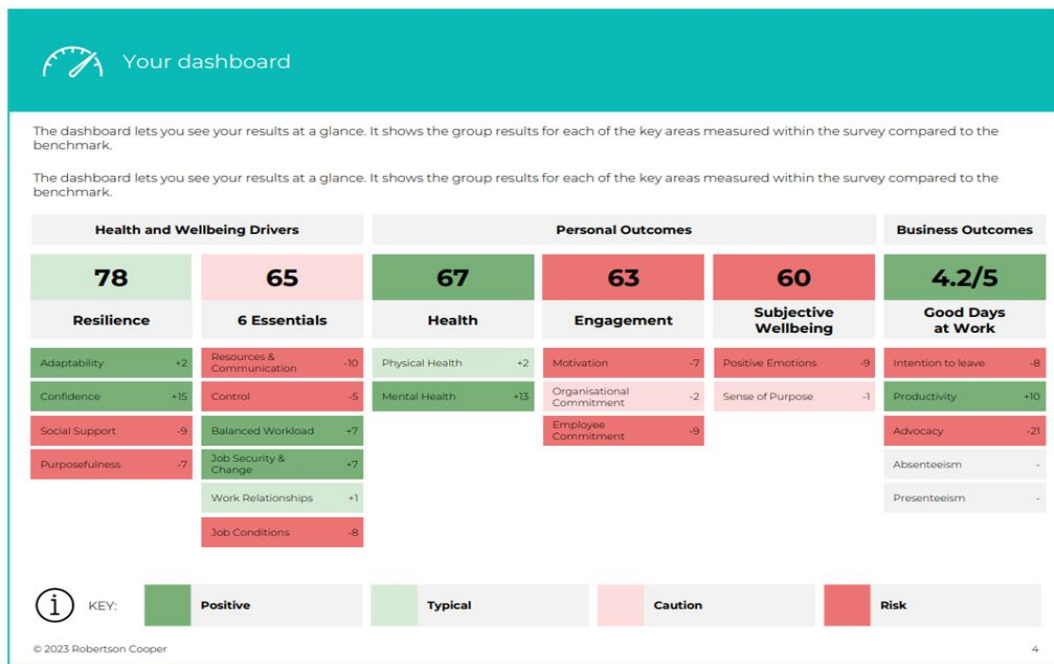 Your dashboard
The dashboard lets you see your results at a glance. It shows the group results for each of the key areas measured within the survey compared to the
benchmark.
The dashboard lets you see your results at a glance. It shows the group results for each of the key areas measured within the survey compared to the
benchmark.
Health and Wellbeing Drivers
Personal Outcomes
Business Outcomes
78
65
67
63
60
4.2/5
Resilience
6 Essentials
Health
Engagement
Subjective
Wellbeing
Good Days
at Work
Adaptability +2
Confidence +15
Social Support -9
Purposefulness -7
Resources &
Communication -10
Control -5
Balanced Workload +7
Job Security &
Change +7
Work Relationships +1
Job Conditions -8
Physical Health +2
Mental Health +13
Motivation -7
Organisational
Commitment -2
Employee
Commitment -9
Positive Emotions -9
Sense of Purpose -1
Intention to leave -8
Productivity +10
Advocacy -21
Absenteeism -
Presenteeism -
i KEY:
Positive
Typical
Caution
Risk
© 2023 Robertson Cooper
4